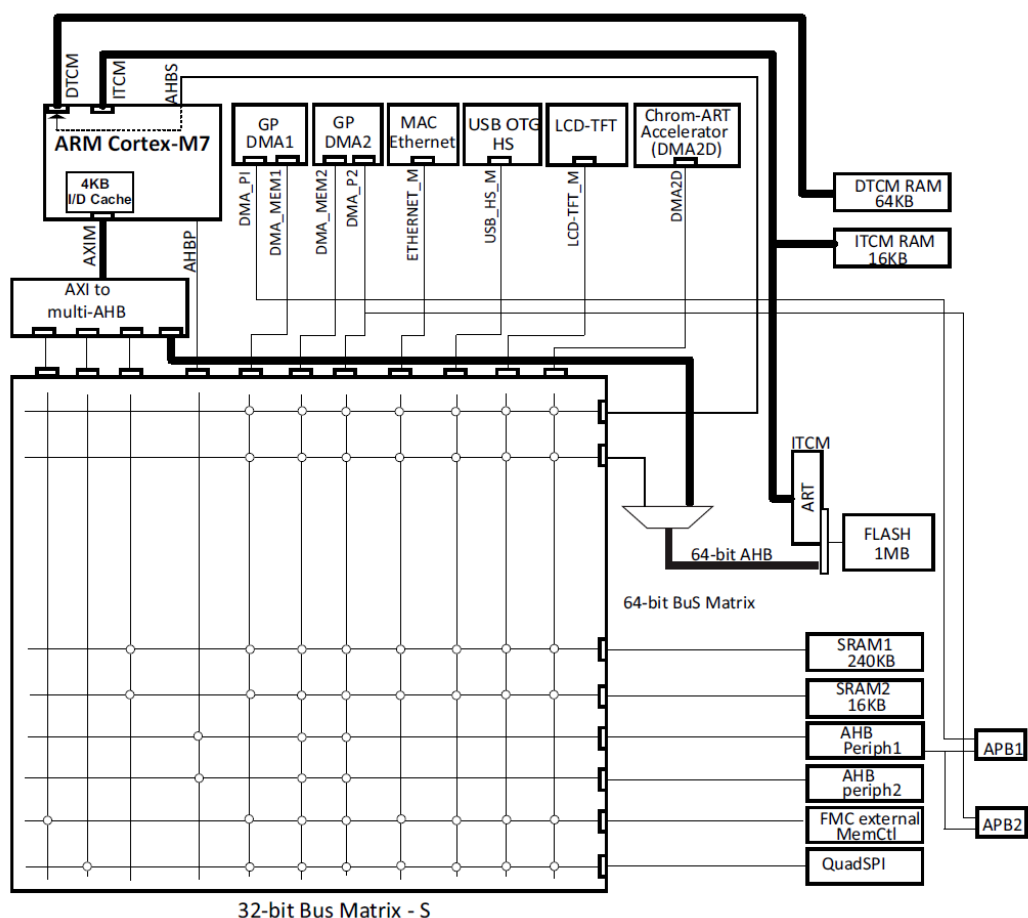 DTCM
ITCM
AHBS
ARM Cortex-M7
4KB
I/D Cache
AXIM
AHBP
GP
DMA1
GP
DMA2
MAC
Ethernet
USB OTG
HS
LCD-TFT
Chrom-ART
Accelerator
(DMA2D)
DMA_PI
DMA_MEM1
DMA_MEM2
DMA_P2
ETHERNET_M
USB_HS_M
LCD-TFT_M
DMA2D
DTCM RAM
64KB
ITCM RAM
16KB
AXI to
multi-AHB
ITCM
ART
FLASH
1MB
64-bit AHB
64-bit BuS Matrix
SRAM1
240KB
SRAM2
16KB
AHB
Periph1
APB1
AHB
periph2
FMC external
MemCtl
APB2
QuadSPI
32-bit Bus Matrix - S